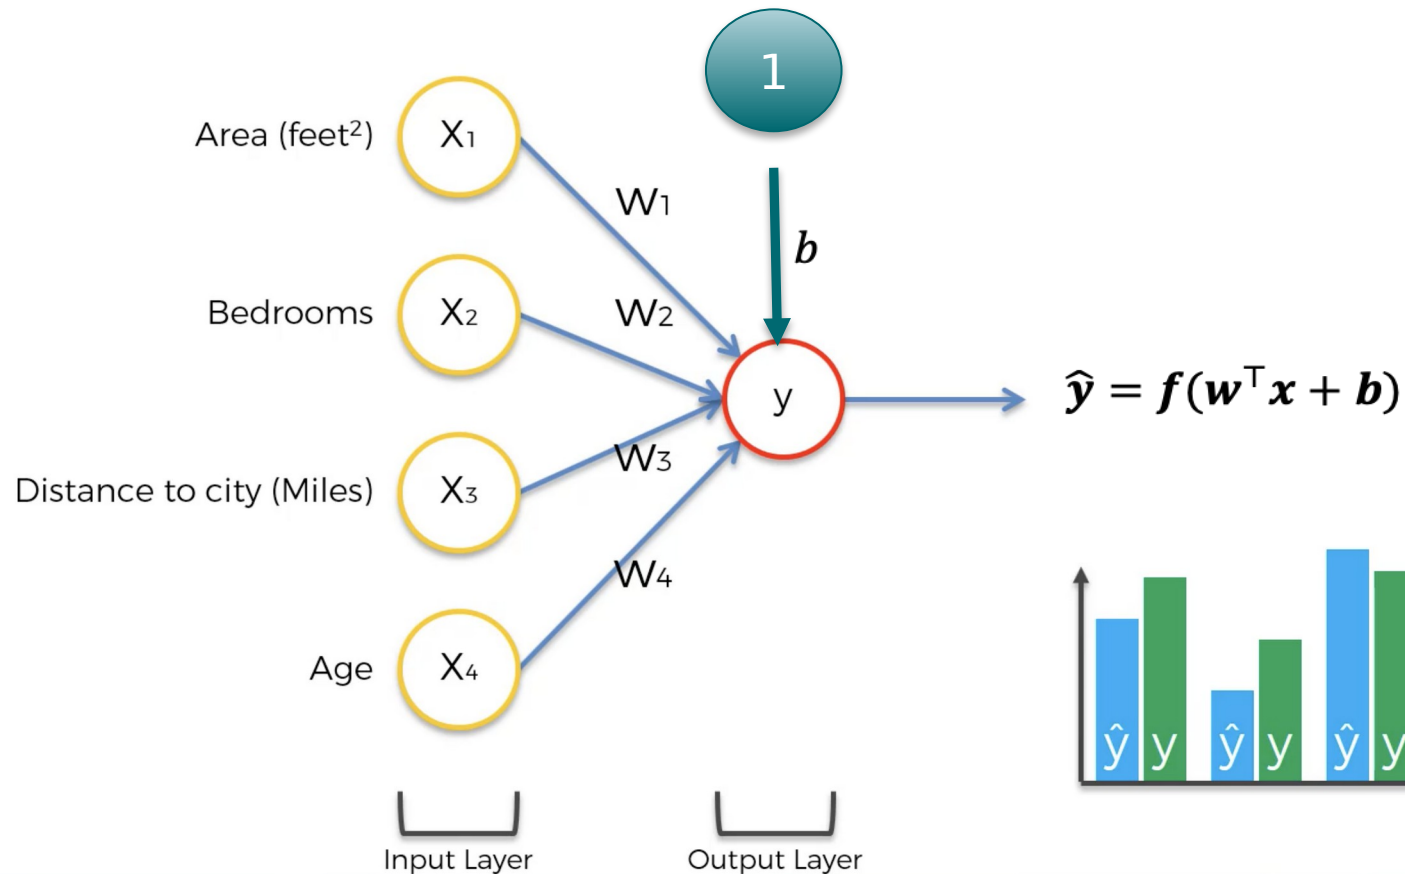 1
Area (feet²)
X₁
W₁
b
Bedrooms
X₂
W₂
y
ŷ = f(w⊤x + b)
Distance to city (Miles)
X₃
W₃
W₄
Age
X₄
ŷ y ŷ y ŷ y
Input Layer
Output Layer